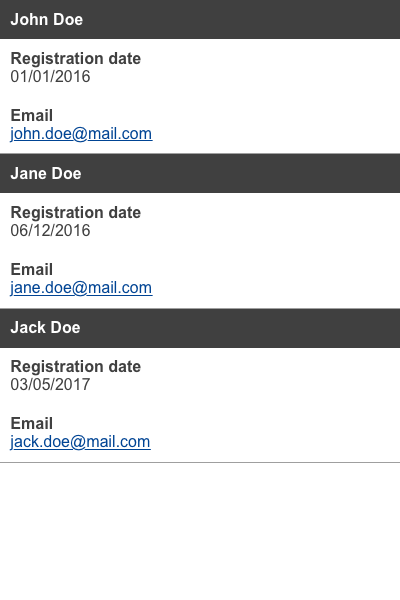 John Doe
Registration date
01/01/2016
Email
john.doe@mail.com
Jane Doe
Registration date
06/12/2016
Email
jane.doe@mail.com
Jack Doe
Registration date
03/05/2017
Email
jack.doe@mail.com